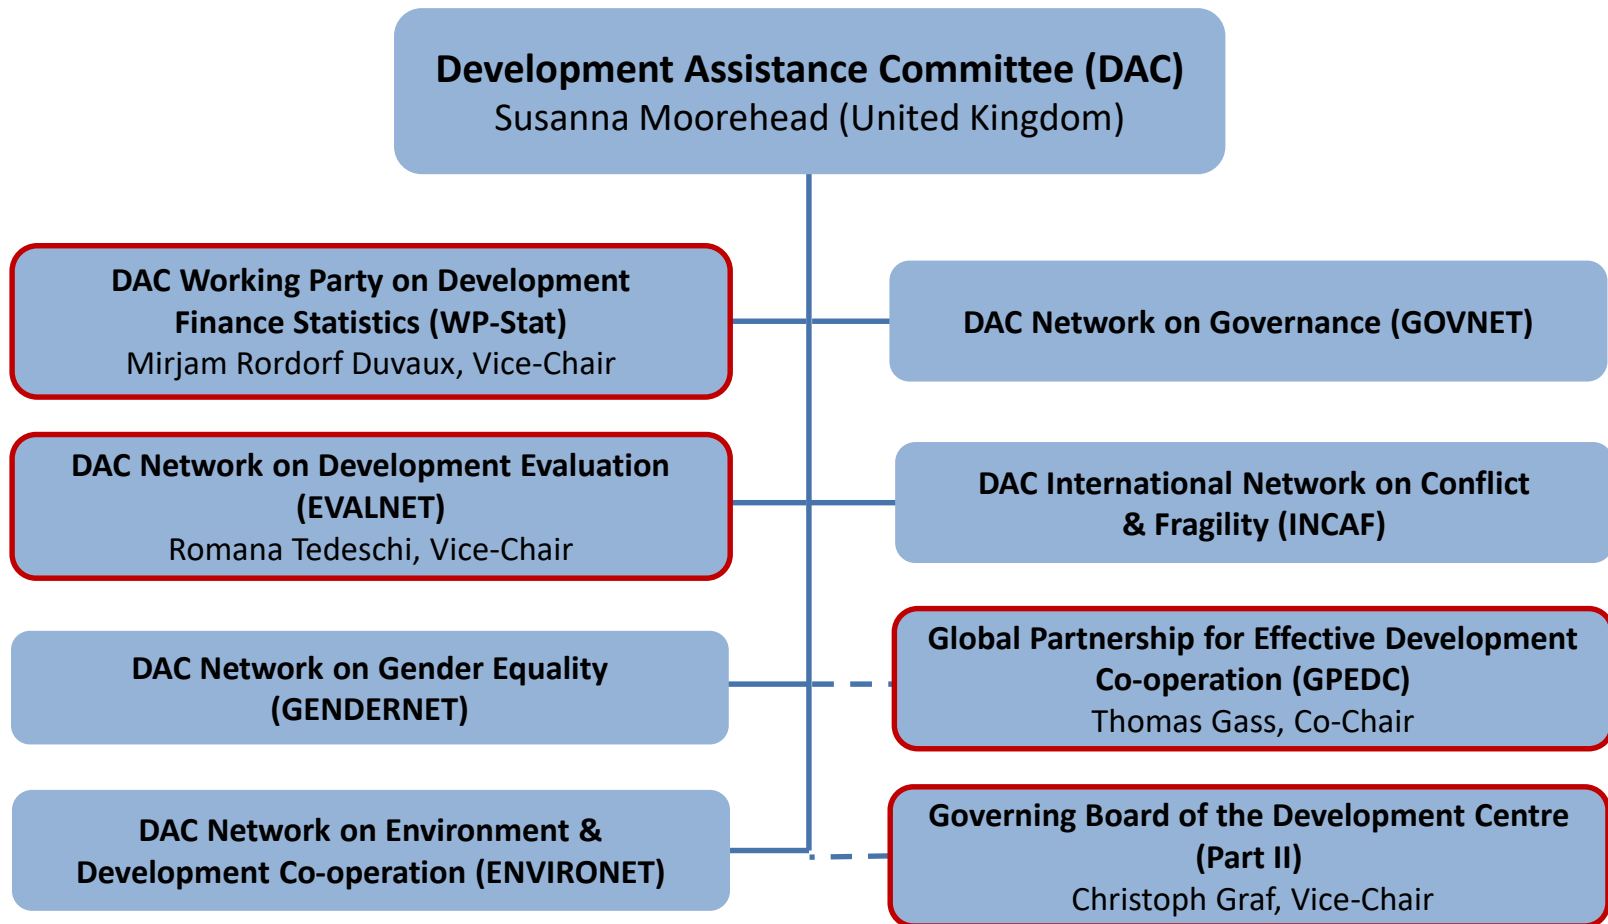 Development Assistance Committee (DAC)
Susanna Moorehead (United Kingdom)
DAC Working Party on Development
Finance Statistics (WP-Stat)
Mirjam Rordorf Duvaux, Vice-Chair
DAC Network on Governance (GOVNET)
DAC Network on Development Evaluation
(EVALNET)
Romana Tedeschi, Vice-Chair
DAC International Network on Conflict
& Fragility (INCAF)
DAC Network on Gender Equality
(GENDERNET)
Global Partnership for Effective Development
Co-operation (GPEDC)
Thomas Gass, Co-Chair
DAC Network on Environment &
Development Co-operation (ENVIRONET)
Governing Board of the Development Centre
(Part II)
Christoph Graf, Vice-Chair